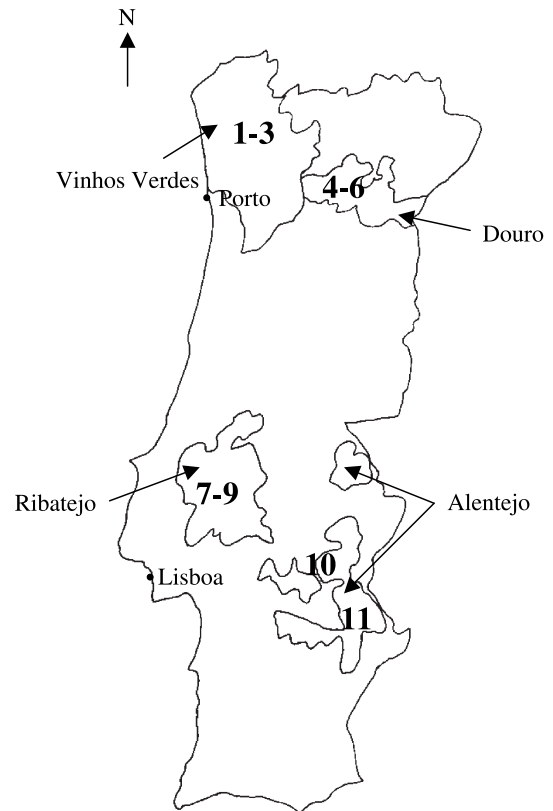 N
1-3
Vinhos Verdes
Porto
4-6
Douro
Ribatejo
7-9
Alentejo
10
Lisboa
11